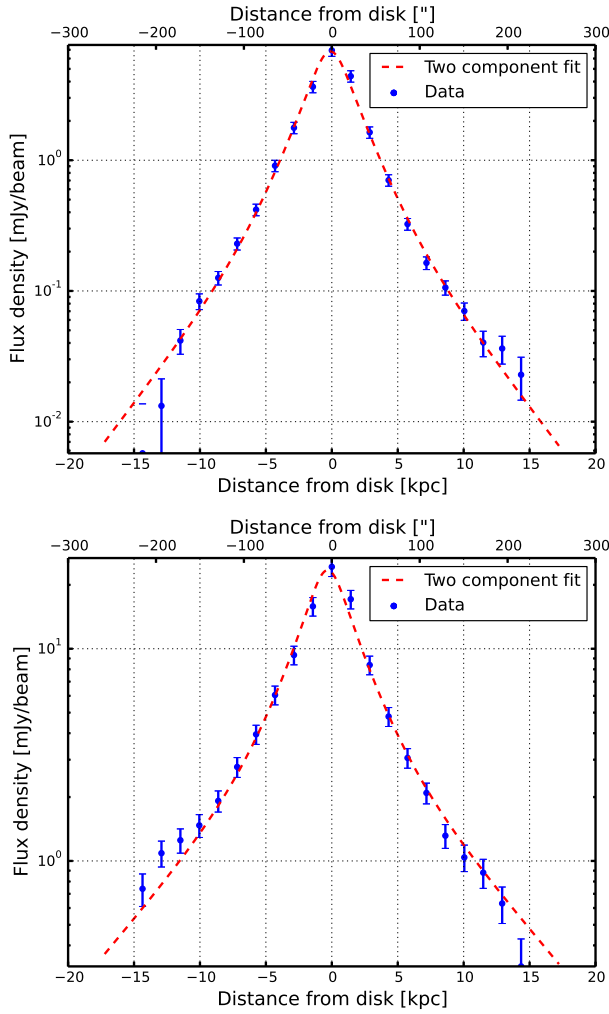 Distance from disk ["]
−300 −200 −100 0 100 200 300
Two component fit
Data
Flux density [mJy/beam]
10^0
10^-1
10^-2
−20 −15 −10 −5 0 5 10 15 20
Distance from disk [kpc]
Distance from disk ["]
−300 −200 −100 0 100 200 300
Two component fit
Data
Flux density [mJy/beam]
10^1
10^0
−20 −15 −10 −5 0 5 10 15 20
Distance from disk [kpc]